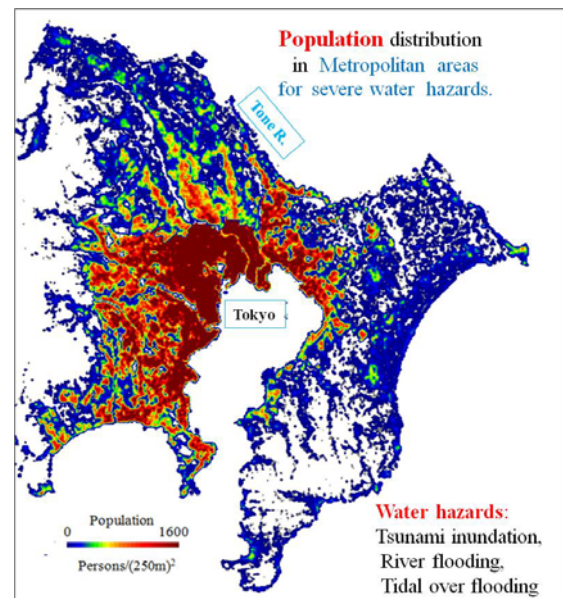 Population distribution
in Metropolitan areas
for severe water hazards.
Tone R.
Tokyo
Population
0 1600
Persons/(250m)²
Water hazards:
Tsunami inundation,
River flooding,
Tidal over flooding